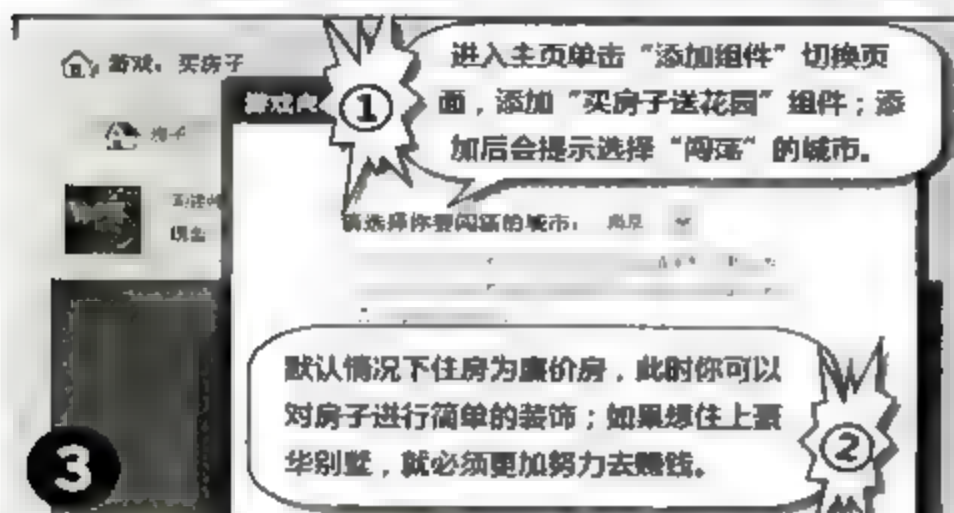 游戏：买房子
①
进入主页单击“添加组件”切换页
面，添加“买房子送花园”组件；添
加后会提示选择“闯荡”的城市。
房子
现金
请选择你要闯荡的城市：
默认情况下住房为廉价房，此时你可以
对房子进行简单的装饰；如果想住上豪
华别墅，就必须更加努力去赚钱。
②
3